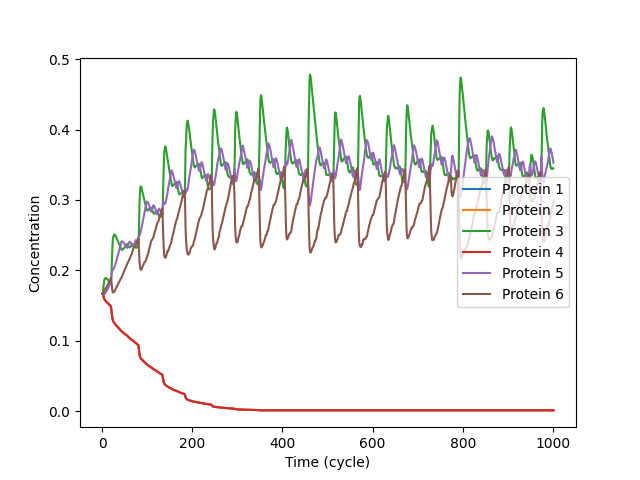 0.5
0.4
0.3
0.2
0.1
0.0
Concentration
0
200
400
600
800
1000
Time (cycle)
Protein 1
Protein 2
Protein 3
Protein 4
Protein 5
Protein 6